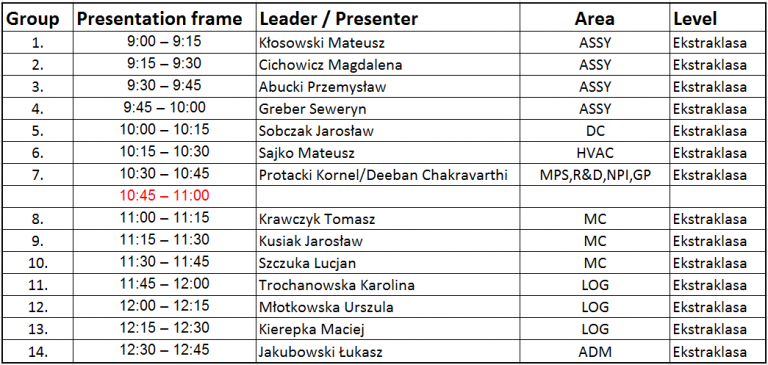 Group Presentation frame Leader / Presenter Area Level
1. 9:00 – 9:15 Kłosowski Mateusz ASSY Ekstraklasa
2. 9:15 – 9:30 Cichowicz Magdalena ASSY Ekstraklasa
3. 9:30 – 9:45 Abucki Przemysław ASSY Ekstraklasa
4. 9:45 – 10:00 Greber Seweryn ASSY Ekstraklasa
5. 10:00 – 10:15 Sobczak Jarosław DC Ekstraklasa
6. 10:15 – 10:30 Sajko Mateusz HVAC Ekstraklasa
7. 10:30 – 10:45 Protacki Kornel/Deeban Chakravarthi MPS,R&D,NPI,GP Ekstraklasa
10:45 – 11:00
8. 11:00 – 11:15 Krawczyk Tomasz MC Ekstraklasa
9. 11:15 – 11:30 Kusiak Jarosław MC Ekstraklasa
10. 11:30 – 11:45 Szczuka Lucjan MC Ekstraklasa
11. 11:45 – 12:00 Trochanowska Karolina LOG Ekstraklasa
12. 12:00 – 12:15 Młotkowska Urszula LOG Ekstraklasa
13. 12:15 – 12:30 Kierepka Maciej LOG Ekstraklasa
14. 12:30 – 12:45 Jakubowski Łukasz ADM Ekstraklasa